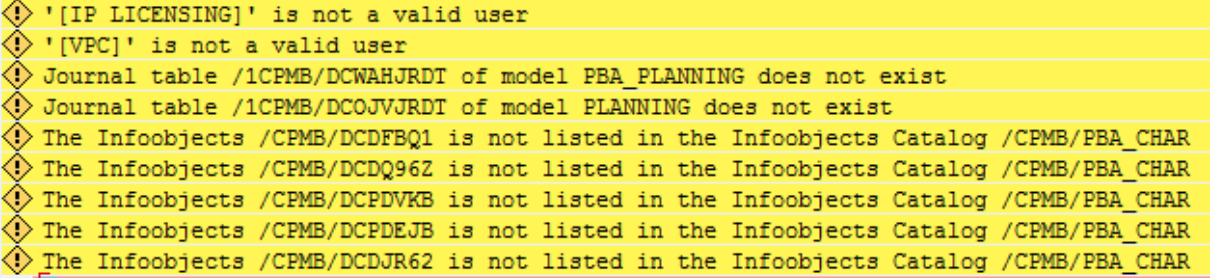 '[IP LICENSING]' is not a valid user
'[VPC]' is not a valid user
Journal table /1CPMB/DCWAHJRDT of model PBA_PLANNING does not exist
Journal table /1CPMB/DCOJVJRDT of model PLANNING does not exist
The Infoobjects /CPMB/DCDFBQ1 is not listed in the Infoobjects Catalog /CPMB/PBA_CHAR
The Infoobjects /CPMB/DCDQ96Z is not listed in the Infoobjects Catalog /CPMB/PBA_CHAR
The Infoobjects /CPMB/DCPDVKB is not listed in the Infoobjects Catalog /CPMB/PBA_CHAR
The Infoobjects /CPMB/DCPDEJB is not listed in the Infoobjects Catalog /CPMB/PBA_CHAR
The Infoobjects /CPMB/DCDJR62 is not listed in the Infoobjects Catalog /CPMB/PBA_CHAR